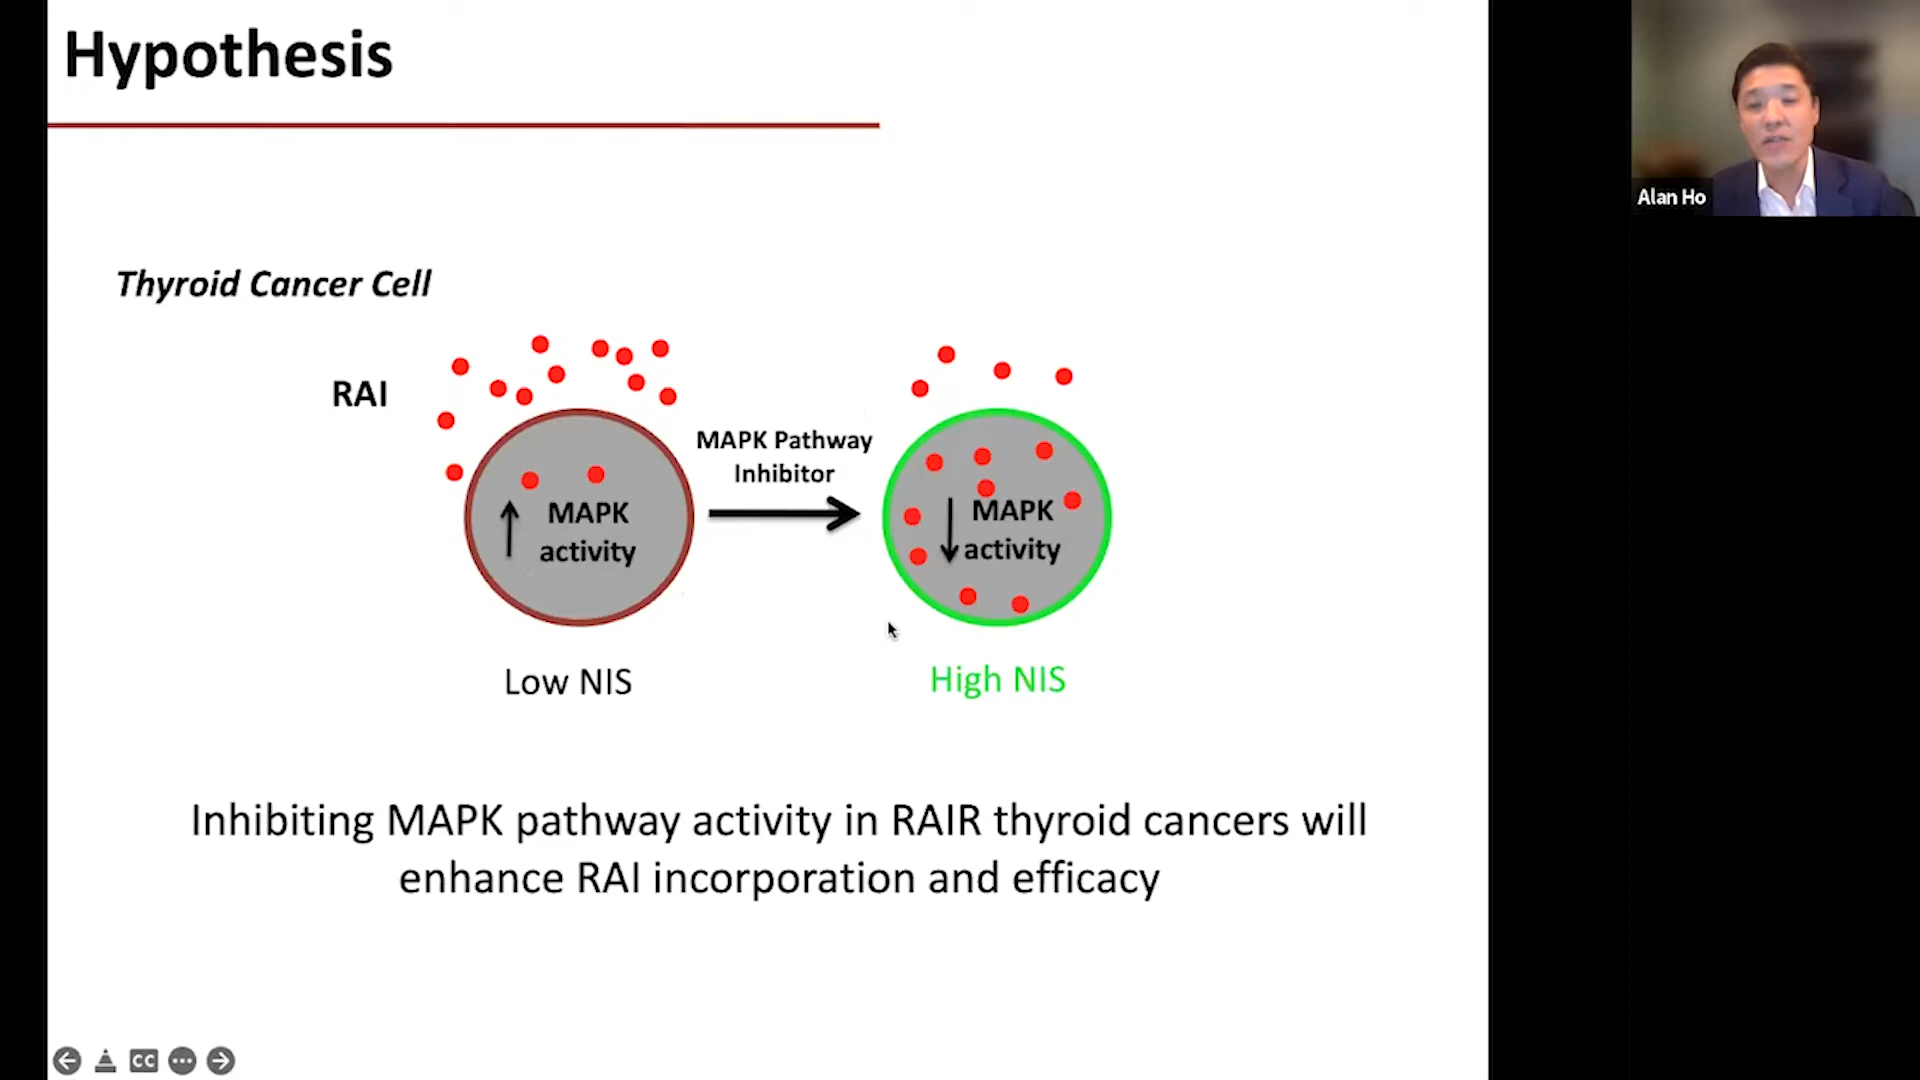 Hypothesis
Alan Ho
Thyroid Cancer Cell
RAI
MAPK Pathway
Inhibitor
MAPK
activity
MAPK
activity
Low NIS
High NIS
Inhibiting MAPK pathway activity in RAIR thyroid cancers will
enhance RAI incorporation and efficacy
CC